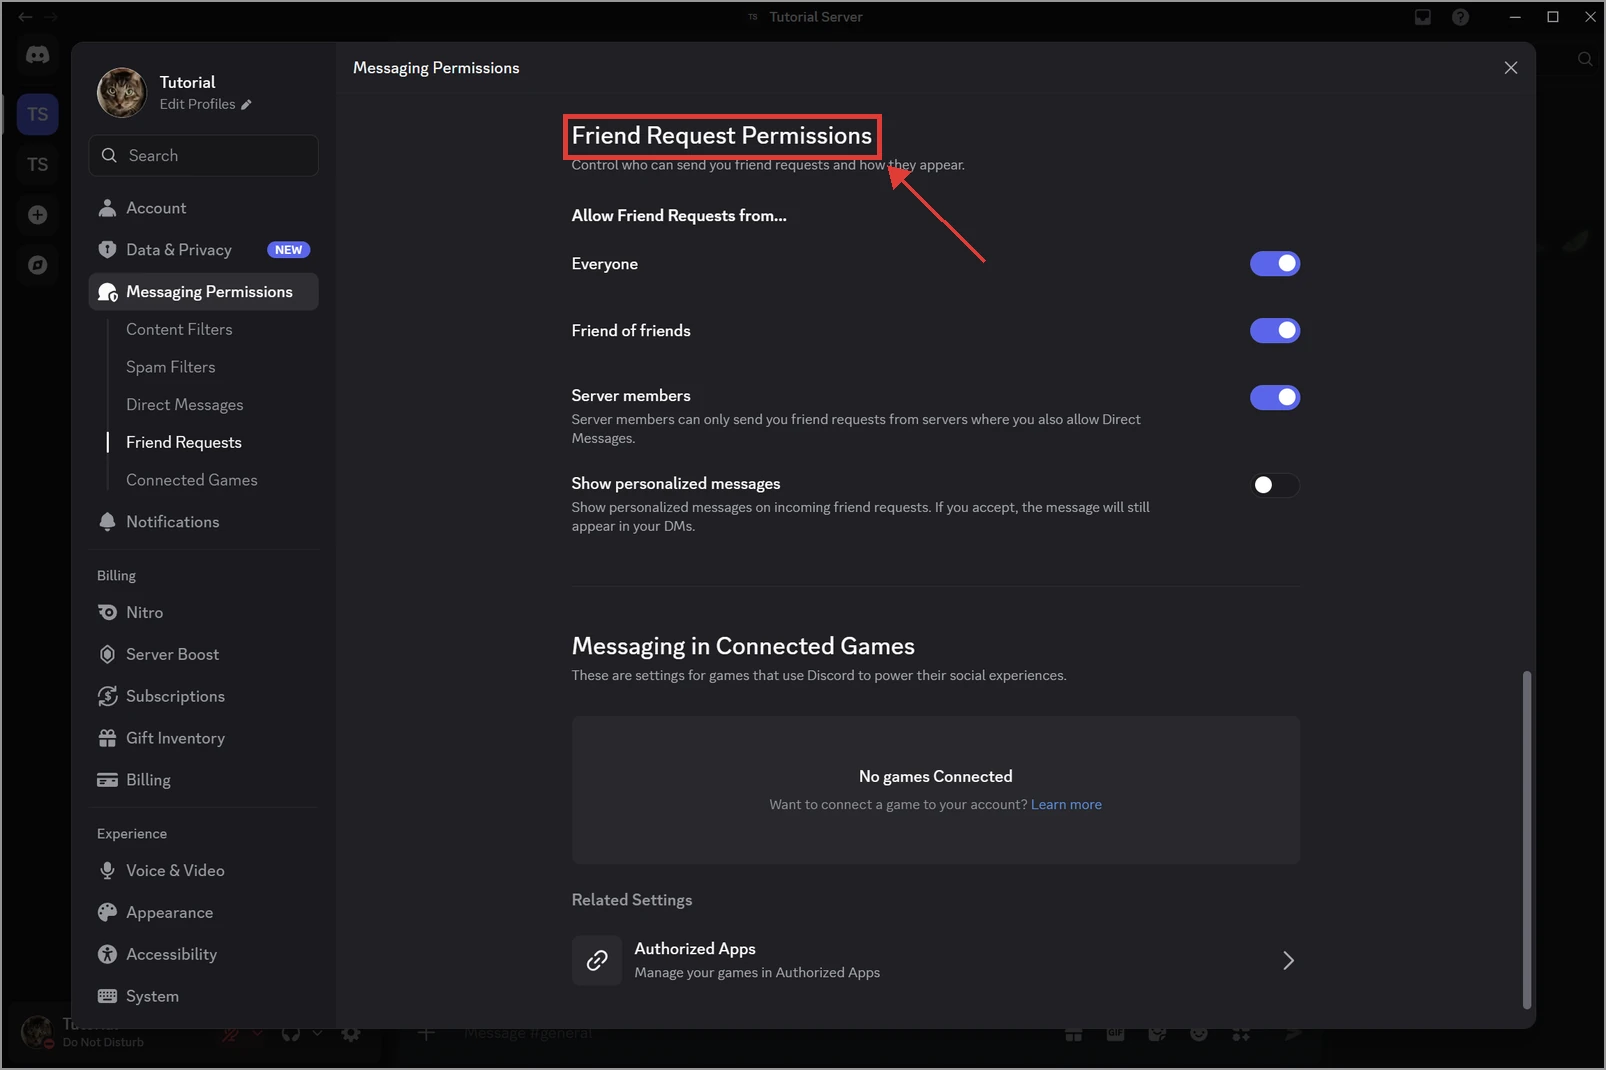 TS Tutorial Server
TS
TS
Tutorial
Edit Profiles
Search
Account
Data & Privacy NEW
Messaging Permissions
Content Filters
Spam Filters
Direct Messages
Friend Requests
Connected Games
Notifications
Billing
Nitro
Server Boost
Subscriptions
Gift Inventory
Billing
Experience
Voice & Video
Appearance
Accessibility
System
Messaging Permissions
Friend Request Permissions
Control who can send you friend requests and how they appear.
Allow Friend Requests from...
Everyone
Friend of friends
Server members
Server members can only send you friend requests from servers where you also allow Direct
Messages.
Show personalized messages
Show personalized messages on incoming friend requests. If you accept, the message will still
appear in your DMs.
Messaging in Connected Games
These are settings for games that use Discord to power their social experiences.
No games Connected
Want to connect a game to your account? Learn more
Related Settings
Authorized Apps
Manage your games in Authorized Apps
Tutorial
Do Not Disturb
Message #general
GIF